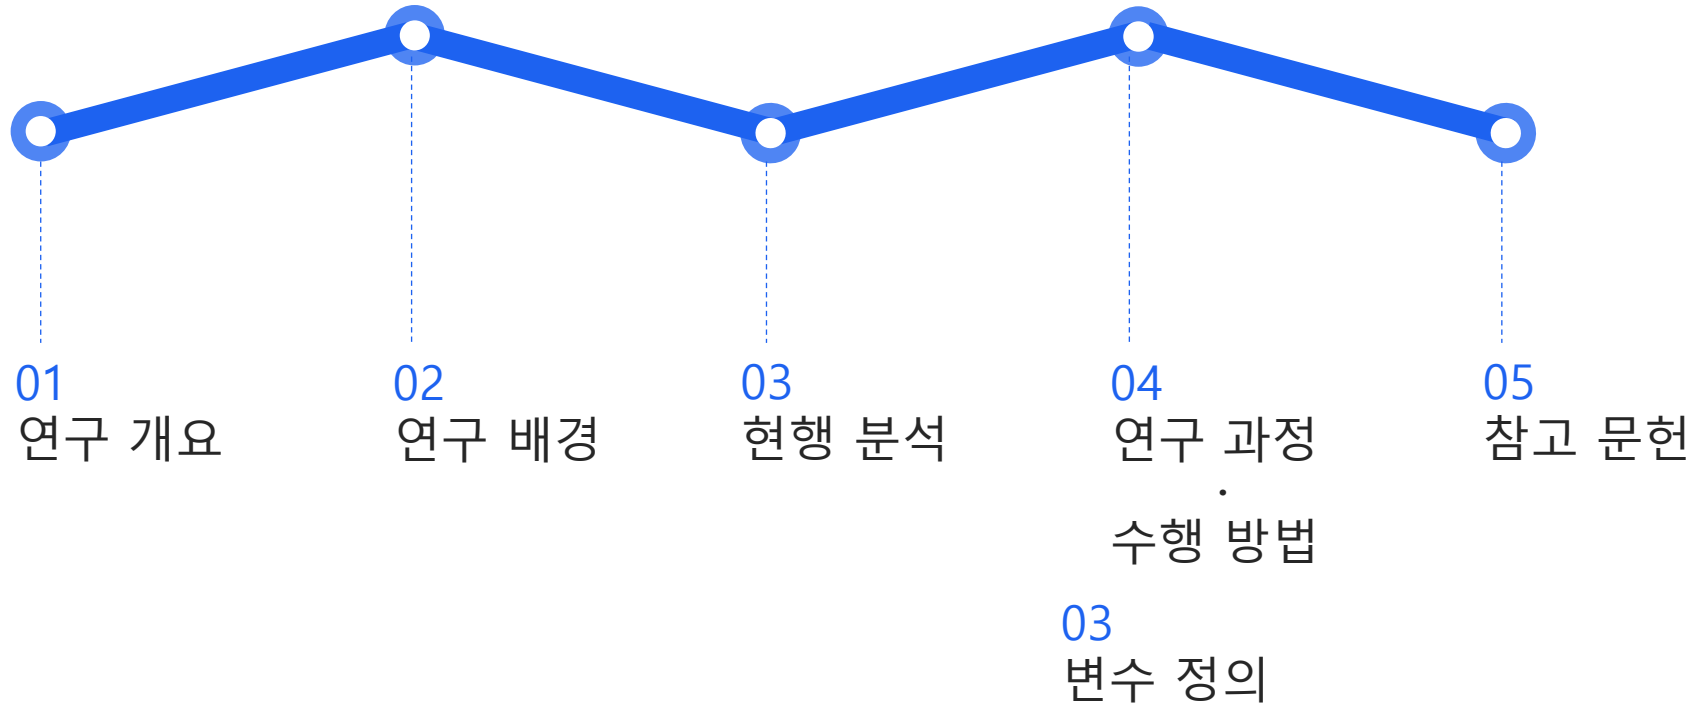 01
연구 개요
02
연구 배경
03
현행 분석
04
연구 과정
·
수행 방법
05
참고 문헌
03
변수 정의